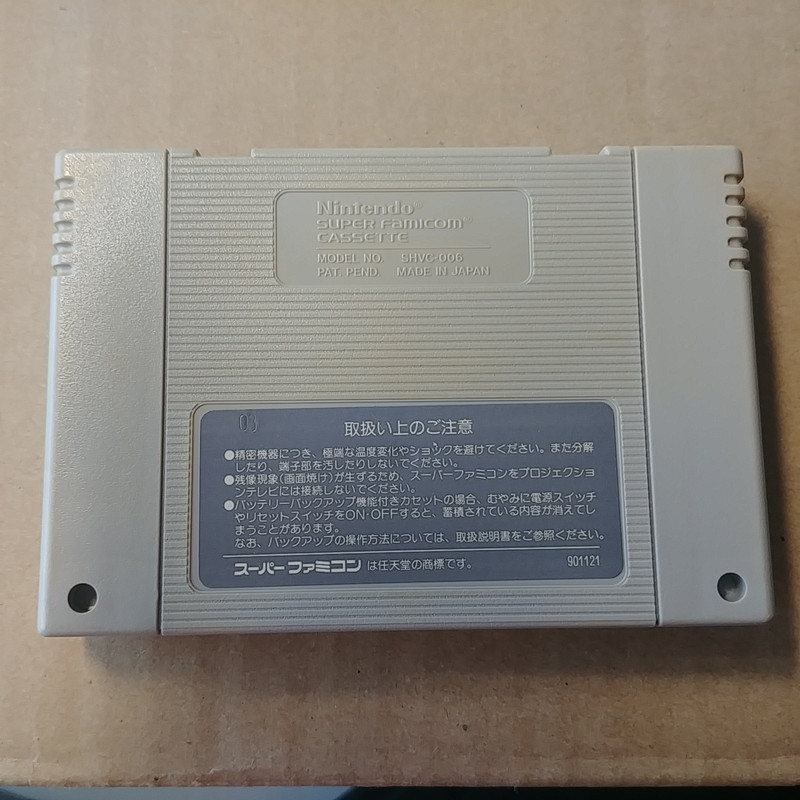 Nintendo®
SUPER FAMICOM®
CASSETTE
MODEL NO. SHVC-006
PAT. PEND. MADE IN JAPAN
取扱い上のご注意
●精密機器につき、極端な温度変化やショックを避けてください。また分解
したり、端子部を汚したりしないでください。
●残像現象(画面焼け)が生ずるため、スーパーファミコンをプロジェクショ
ンテレビには接続しないでください。
●バッテリーバックアップ機能付きカセットの場合、むやみに電源スイッチ
やリセットスイッチをON・OFFすると、蓄積されている内容が消えてし
まうことがあります。
なお、バックアップの操作方法については、取扱説明書をご参照ください。
スーパーファミコンは任天堂の商標です。 901121